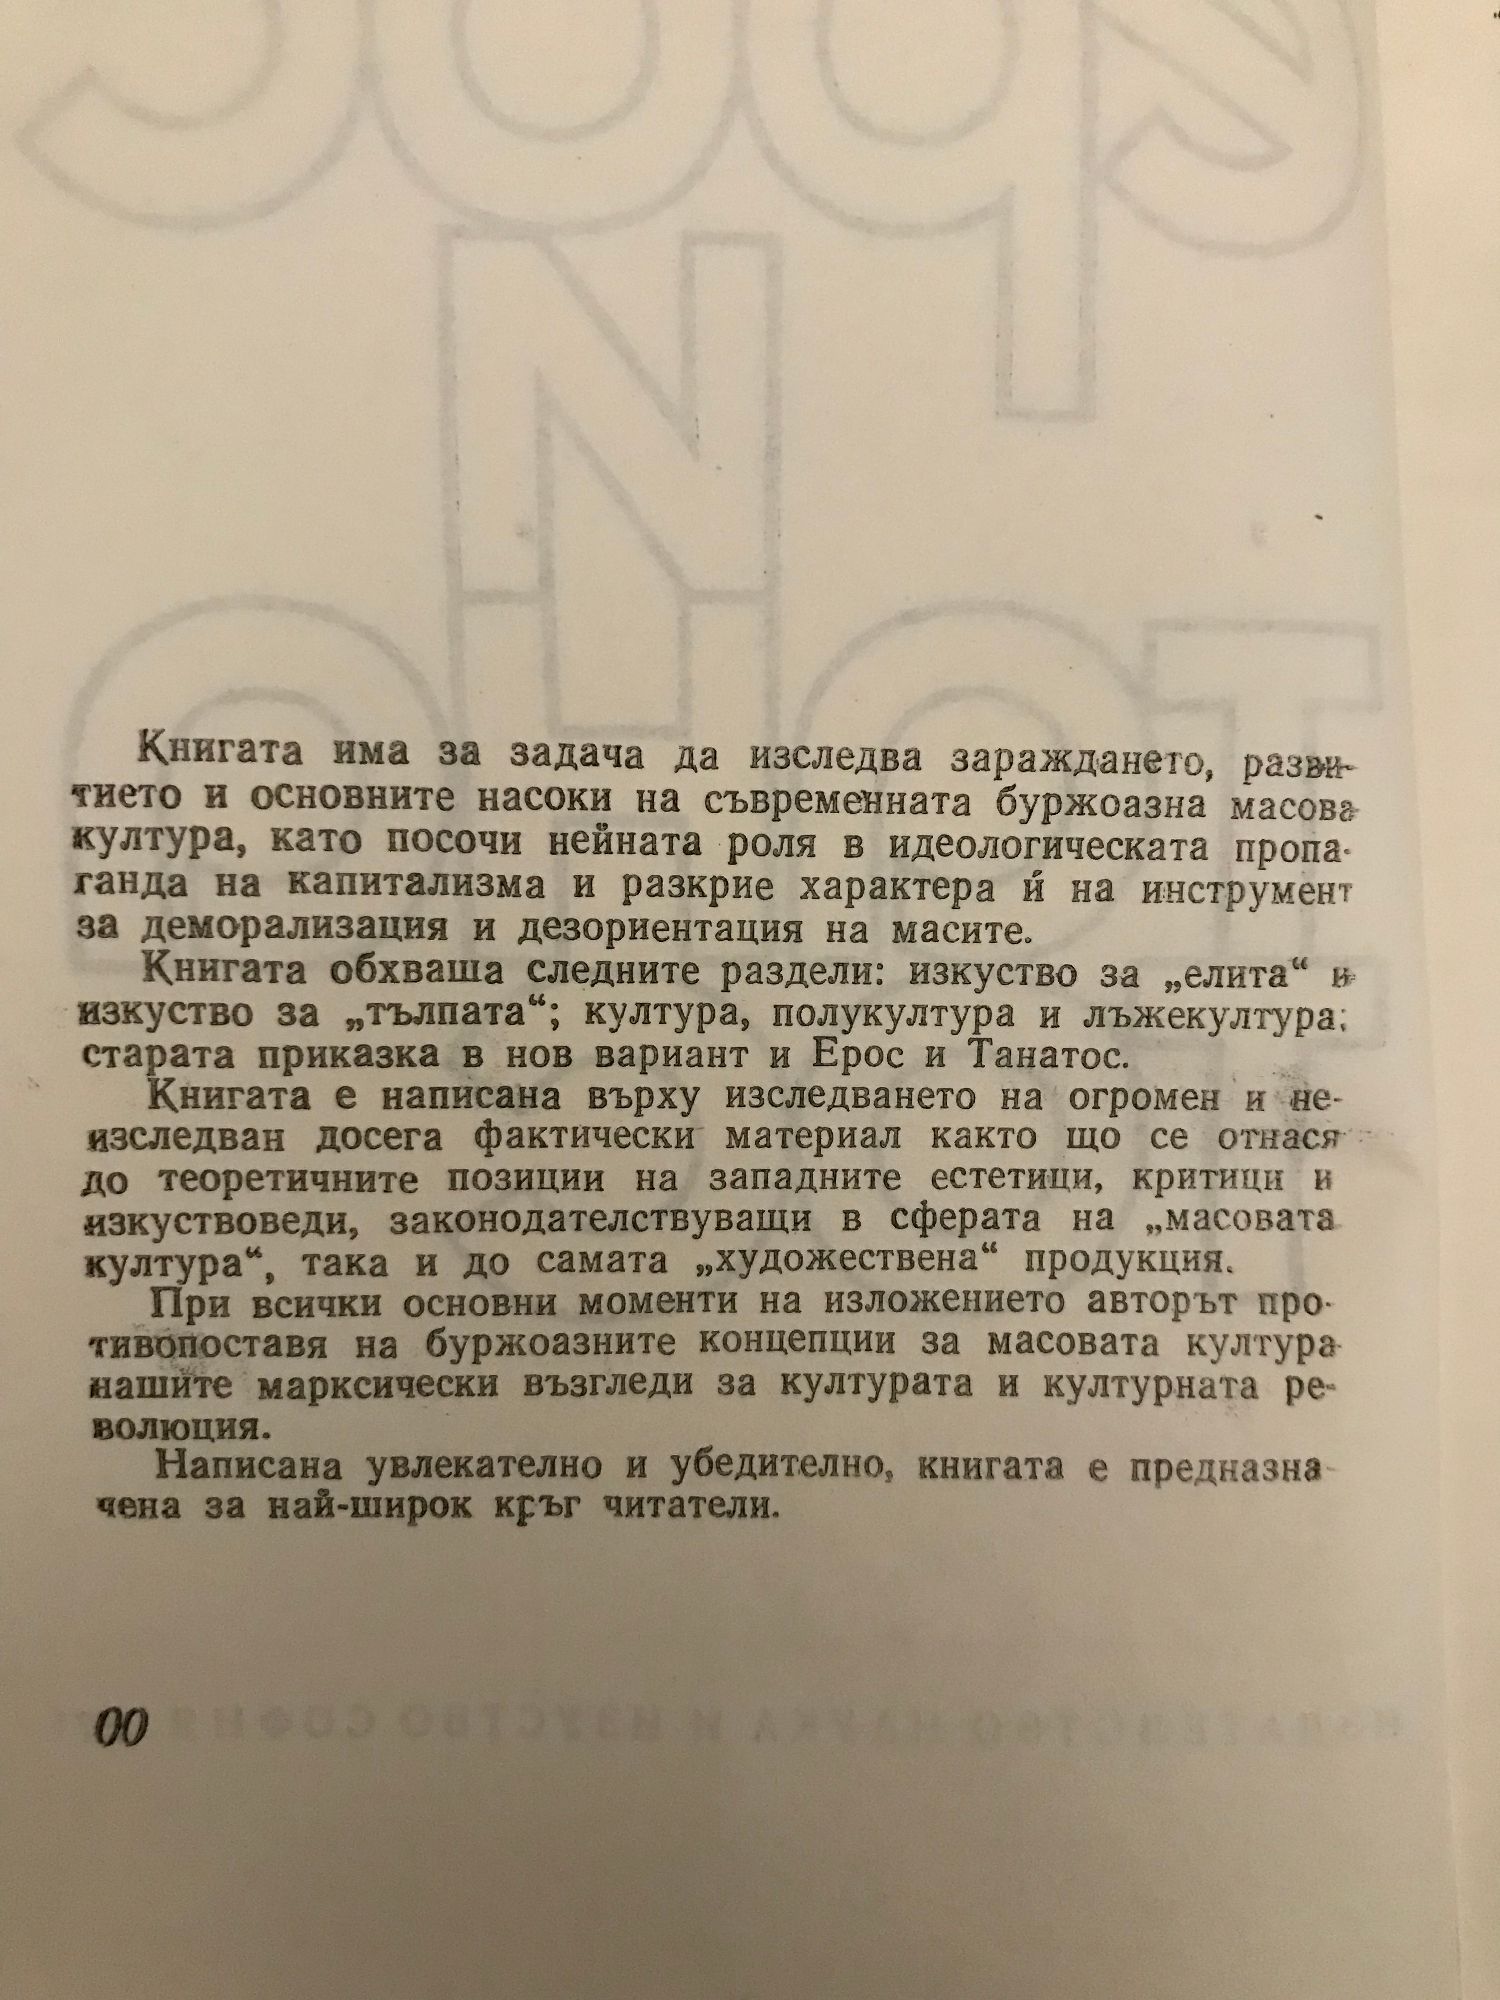 Книгата има за задача да изследва зараждането, разви-
тието и основните насоки на съвременната буржоазна масова
култура, като посочи нейната роля в идеологическата пропа-
ганда на капитализма и разкрие характера ѝ на инструмент
за деморализация и дезориентация на масите.
Книгата обхваща следните раздели: изкуство за „елита“ и
изкуство за „тълпата“; култура, полукултура и лъжекултура;
старата приказка в нов вариант и Ерос и Танатос.
Книгата е написана върху изследването на огромен и не-
изследван досега фактически материал както що се отнася
до теоретичните позиции на западните естетици, критици и
изкуствоведи, законодателствуващи в сферата на „масовата
култура“, така и до самата „художествена“ продукция.
При всички основни моменти на изложението авторът про-
тивопоставя на буржоазните концепции за масовата култура
нашите марксически възгледи за културата и културната ре-
волюция.
Написана увлекателно и убедително, книгата е предназна-
чена за най-широк кръг читатели.
00